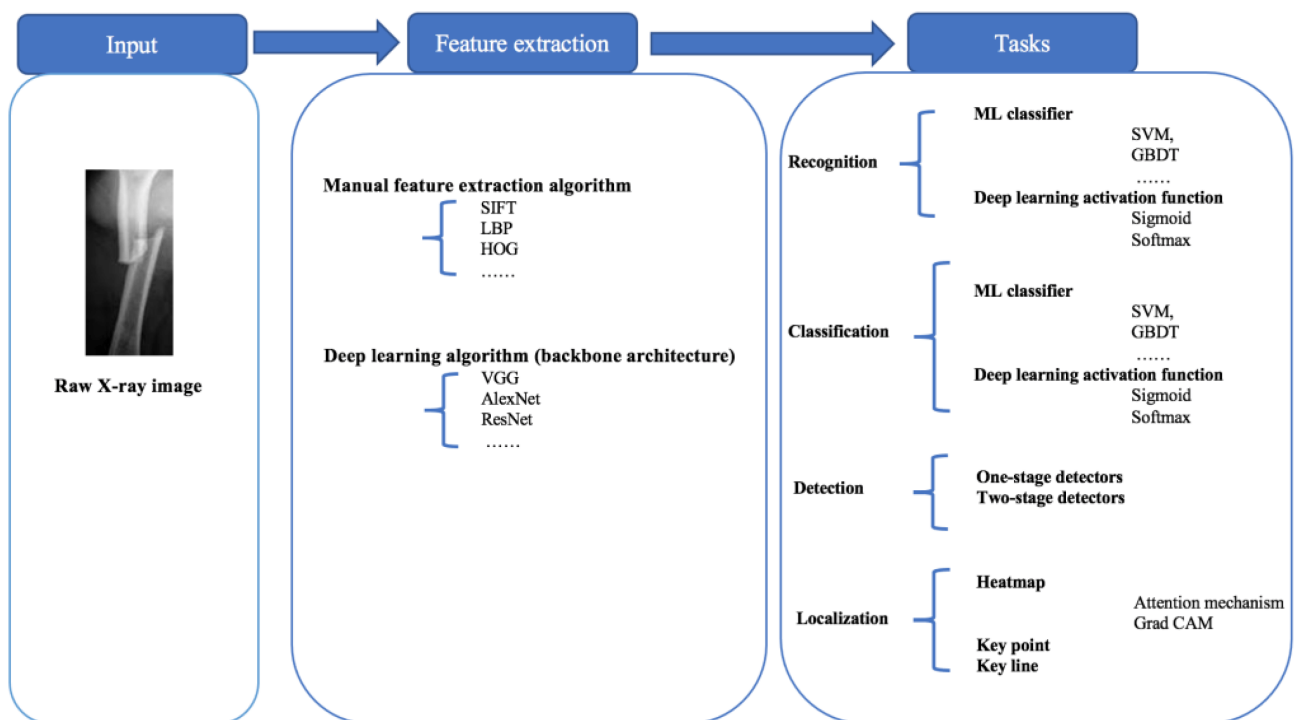 Input
Feature extraction
Tasks
Raw X-ray image
Manual feature extraction algorithm
SIFT
LBP
HOG
……
Deep learning algorithm (backbone architecture)
VGG
AlexNet
ResNet
……
Recognition
ML classifier
SVM,
GBDT
……
Deep learning activation function
Sigmoid
Softmax
Classification
ML classifier
SVM,
GBDT
……
Deep learning activation function
Sigmoid
Softmax
Detection
One-stage detectors
Two-stage detectors
Localization
Heatmap
Attention mechanism
Grad CAM
Key point
Key line